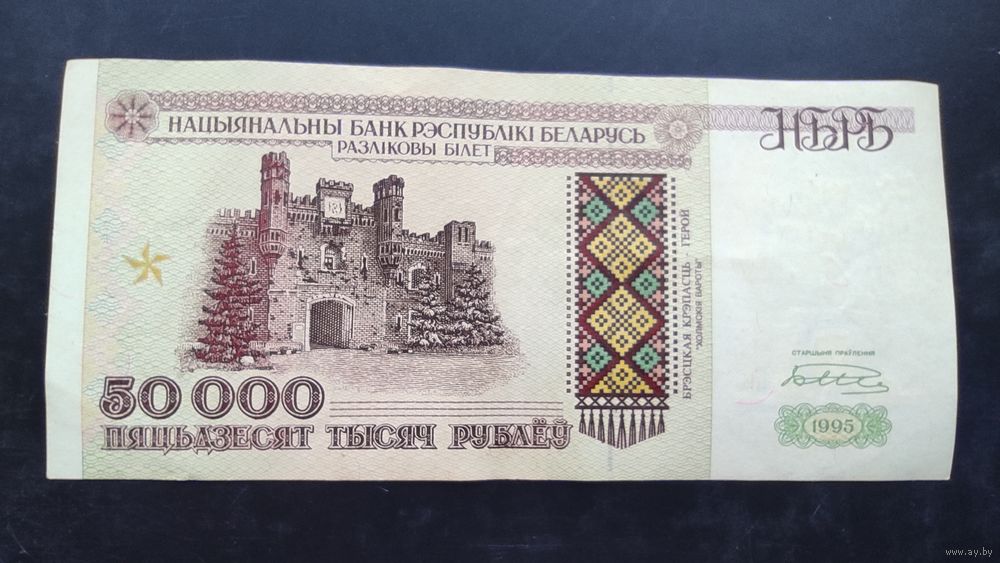 НАЦЫЯНАЛЬНЫ БАНК РЭСПУБЛІКІ БЕЛАРУСЬ
РАЗЛІКОВЫ БІЛЕТ
НБРБ
БРЭСЦКАЯ КРЭПАСЦЬ - ГЕРОЙ
"ХОЛМСКІЯ ВАРОТЫ"
50 000
ПЯЦЬДЗЕСЯТ ТЫСЯЧ РУБЛЁЎ
СТАРШЫНЯ ПРАЎЛЕННЯ
1995
www.ay.by